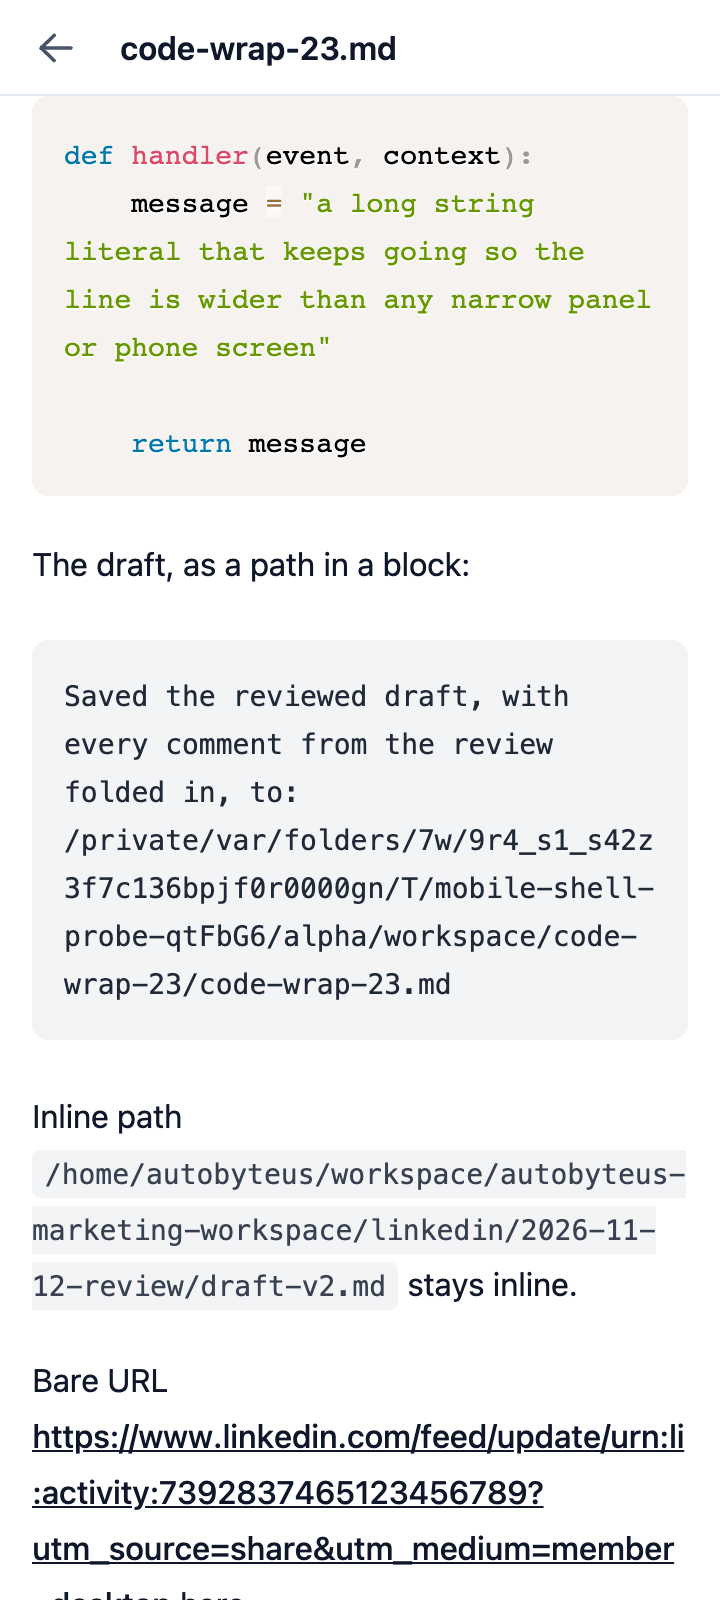 code-wrap-23.md
def handler(event, context):
    message = "a long string
literal that keeps going so the
line is wider than any narrow panel
or phone screen"
    return message
The draft, as a path in a block:
Saved the reviewed draft, with
every comment from the review
folded in, to:
/private/var/folders/7w/9r4_s1_s42z
3f7c136bpjf0r0000gn/T/mobile-shell-
probe-qtFbG6/alpha/workspace/code-
wrap-23/code-wrap-23.md
Inline path
/home/autobyteus/workspace/autobyteus-
marketing-workspace/linkedin/2026-11-
12-review/draft-v2.md stays inline.
Bare URL
https://www.linkedin.com/feed/update/urn:li
:activity:7392837465123456789?
utm_source=share&utm_medium=member